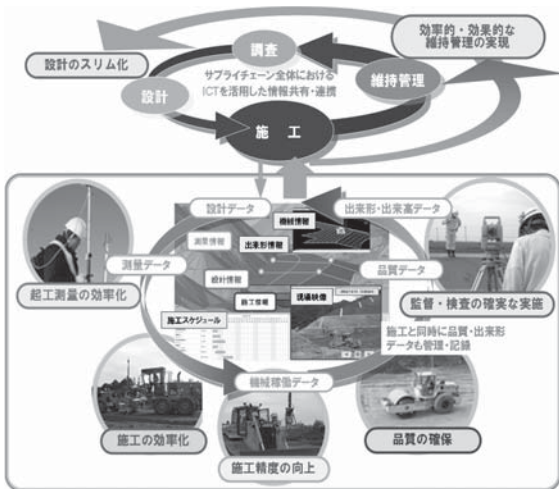 効率的・効果的な
維持管理の実現
設計のスリム化
調査
サプライチェーン全体における
ICTを活用した情報共有・連携
設計
維持管理
施工
設計データ
機械情報
出来形・出来高データ
測量情報
出来形情報
測量データ
品質データ
設計情報
起工測量の効率化
施工情報
現場映像
監督・検査の確実な実施
施工スケジュール
施工と同時に品質・出来形
データも管理・記録
機械稼働データ
施工の効率化
品質の確保
施工精度の向上